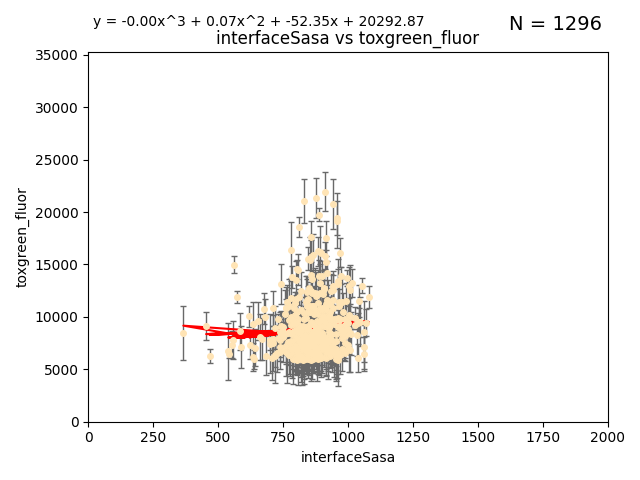 y = -0.00x^3 + 0.07x^2 + -52.35x + 20292.87
N = 1296
interfaceSasa vs toxgreen_fluor
35000
30000
25000
20000
15000
10000
5000
0
toxgreen_fluor
0 250 500 750 1000 1250 1500 1750 2000
interfaceSasa